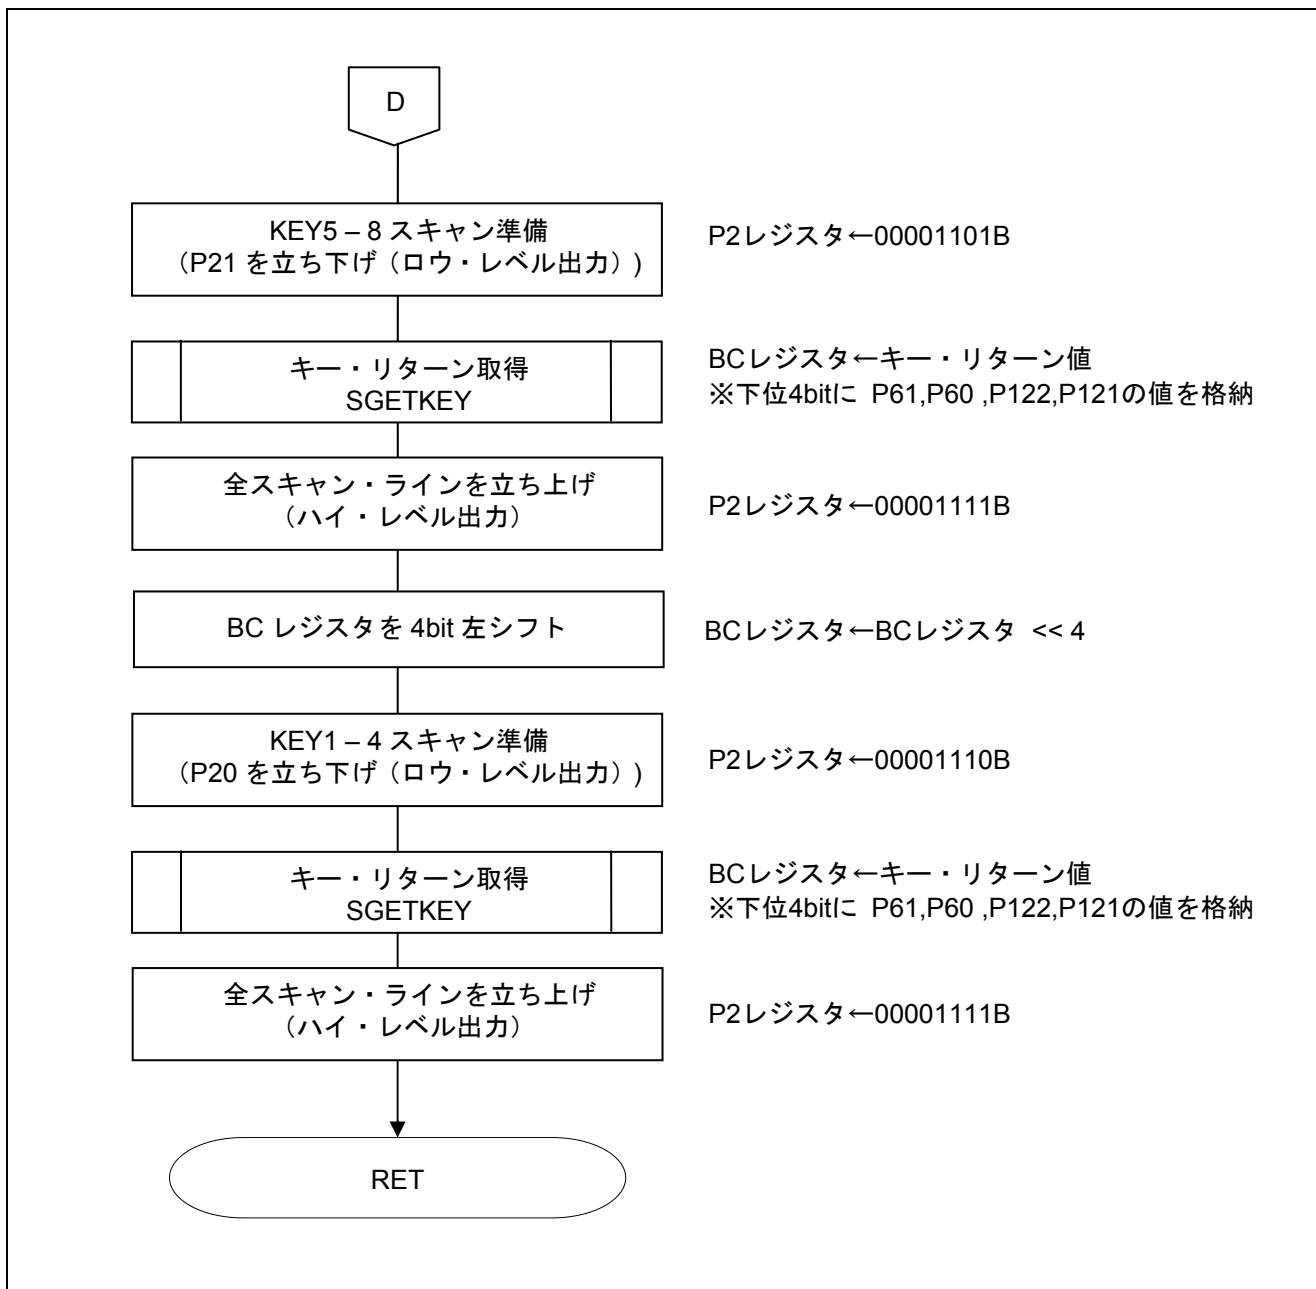 D
KEY5 – 8 スキャン準備
（P21 を立ち下げ（ロウ・レベル出力）)
P2レジスタ←00001101B
キー・リターン取得
SGETKEY
BCレジスタ←キー・リターン値
※下位4bitに P61,P60 ,P122,P121の値を格納
全スキャン・ラインを立ち上げ
（ハイ・レベル出力）
P2レジスタ←00001111B
BC レジスタを 4bit 左シフト
BCレジスタ←BCレジスタ << 4
KEY1 – 4 スキャン準備
（P20 を立ち下げ（ロウ・レベル出力）)
P2レジスタ←00001110B
キー・リターン取得
SGETKEY
BCレジスタ←キー・リターン値
※下位4bitに P61,P60 ,P122,P121の値を格納
全スキャン・ラインを立ち上げ
（ハイ・レベル出力）
P2レジスタ←00001111B
RET